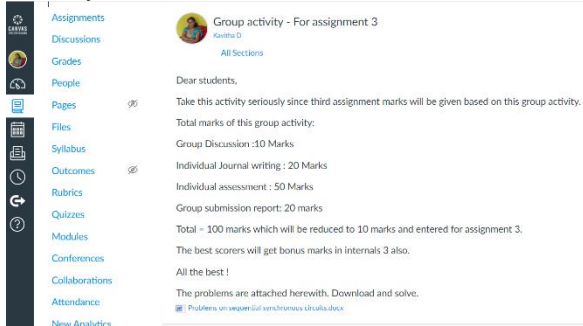 CANVAS
Assignments
Discussions
Grades
People
Pages
Files
Syllabus
Outcomes
Rubrics
Quizzes
Modules
Conferences
Collaborations
Attendance
New Analytics
Group activity - For assignment 3
Kavitha D
All Sections
Dear students,
Take this activity seriously since third assignment marks will be given based on this group activity.
Total marks of this group activity:
Group Discussion :10 Marks
Individual Journal writing : 20 Marks
Individual assessment : 50 Marks
Group submission report: 20 marks
Total = 100 marks which will be reduced to 10 marks and entered for assignment 3.
The best scorers will get bonus marks in internals 3 also.
All the best !
The problems are attached herewith. Download and solve.
Problems on sequential synchronous circuits.docx